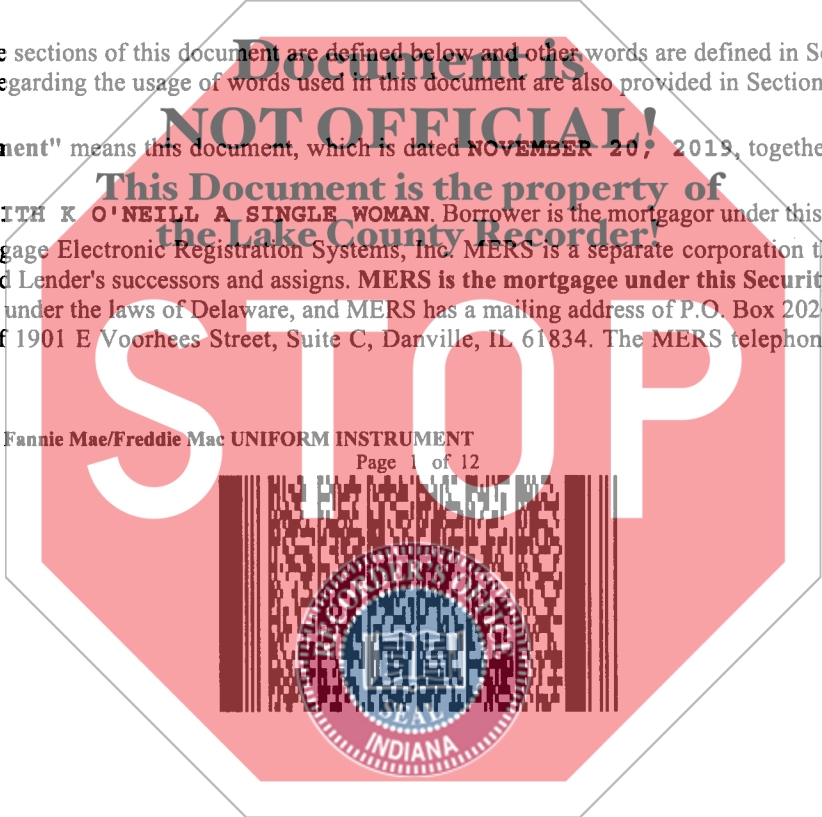 e sections of this document are defined below and other words are defined in S
egarding the usage of words used in this document are also provided in Section
Document is
NOT OFFICIAL!
ment" means this document, which is dated NOVEMBER 20, 2019, togethe
This Document is the property of
the Lake County Recorder!
ITH K O'NEILL A SINGLE WOMAN. Borrower is the mortgagor under this
gage Electronic Registration Systems, Inc. MERS is a separate corporation t
d Lender's successors and assigns. MERS is the mortgagee under this Securit
under the laws of Delaware, and MERS has a mailing address of P.O. Box 202
f 1901 E Voorhees Street, Suite C, Danville, IL 61834. The MERS telephon
STOP
Fannie Mae/Freddie Mac UNIFORM INSTRUMENT
Page 1 of 12
RECORDER'S OFFICE
SEAL
INDIANA